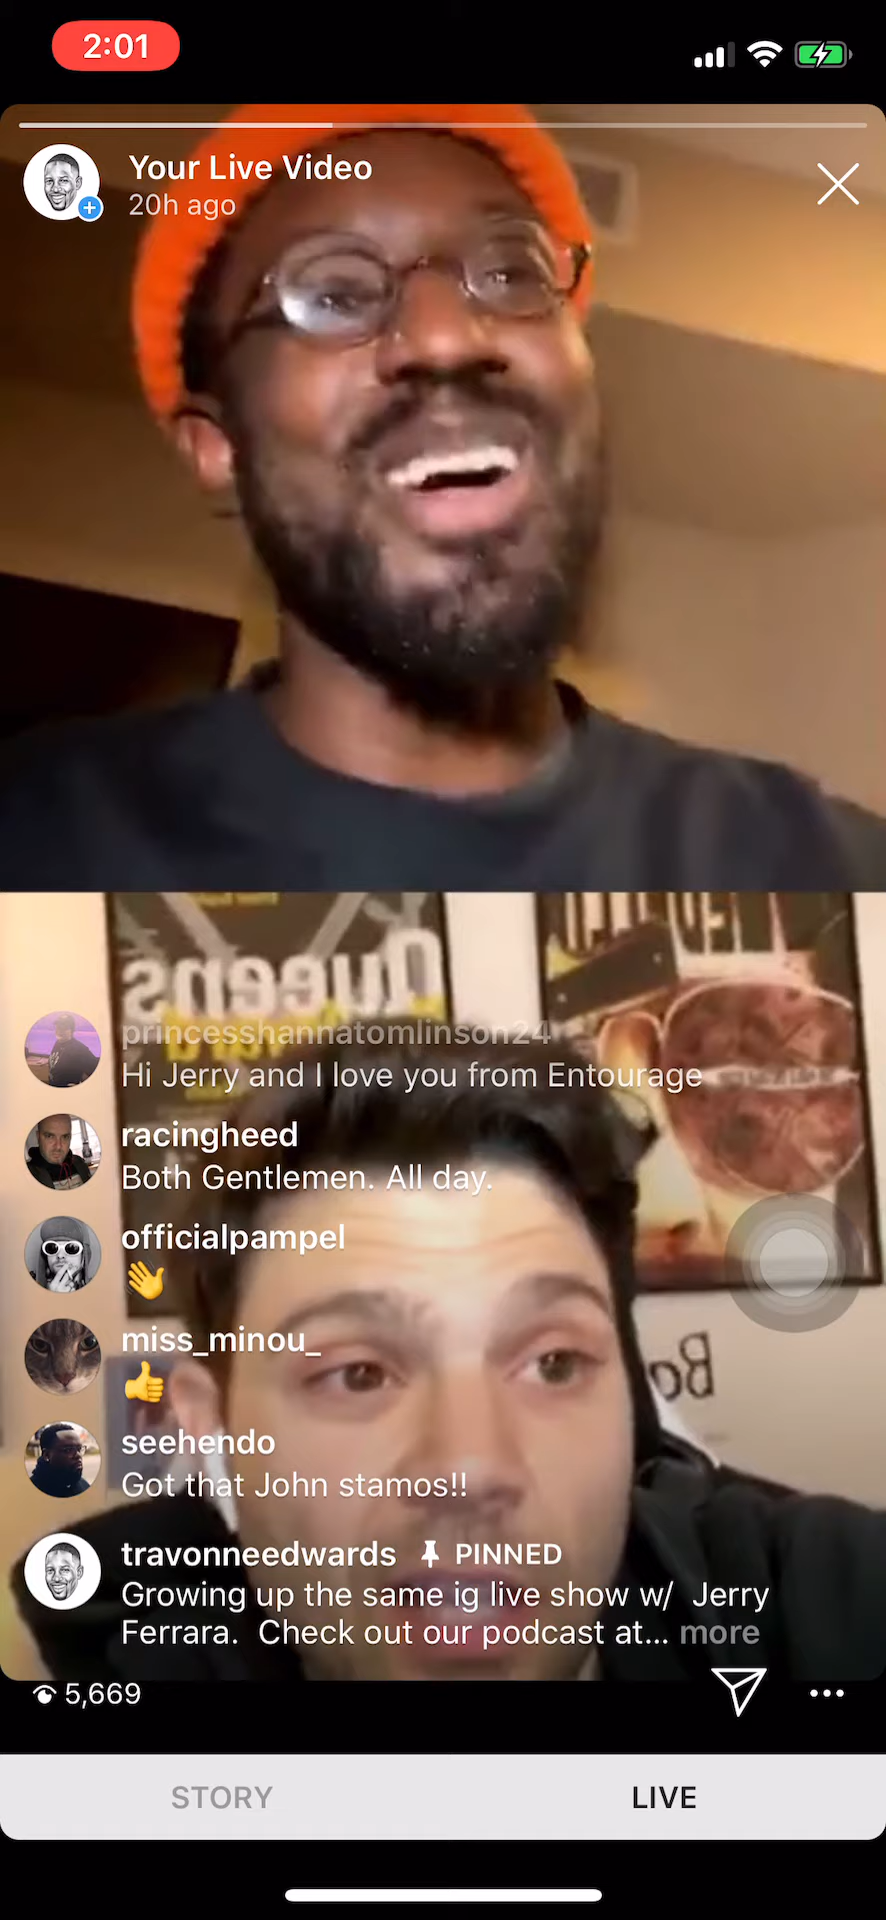 2:01
Your Live Video
20h ago
Queens
princesshannatomlinson24
Hi Jerry and I love you from Entourage
racingheed
Both Gentlemen. All day.
officialpampel
👋
miss_minou_
👍
seehendo
Got that John stamos!!
travonneedwards PINNED
Growing up the same ig live show w/ Jerry
Ferrara. Check out our podcast at... more
5,669
STORY LIVE